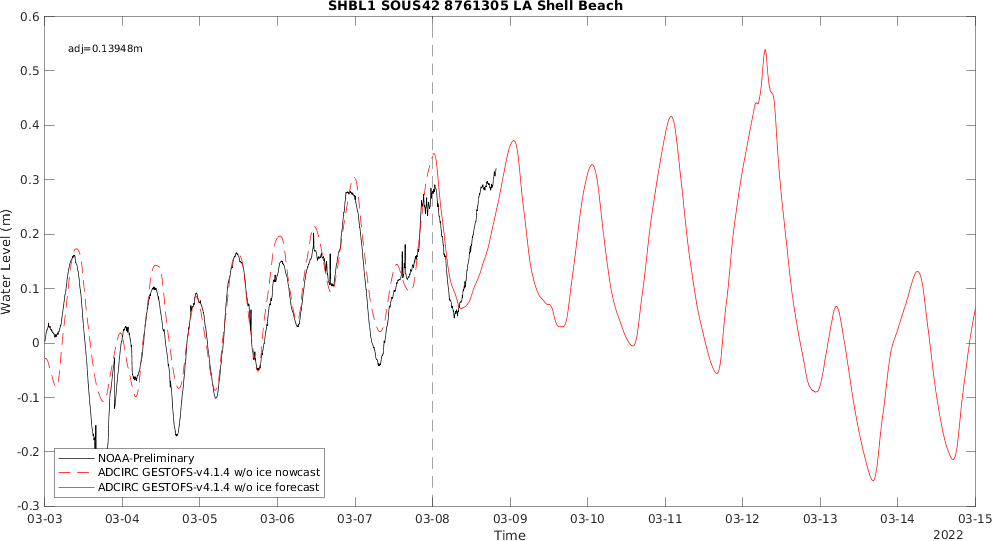 SHBL1 SOUS42 8761305 LA Shell Beach
0.6
adj=0.13948m
0.5
0.4
0.3
0.2
0.1
0
-0.1
-0.2
-0.3
Water Level (m)
NOAA-Preliminary
ADCIRC GESTOFS-v4.1.4 w/o ice nowcast
ADCIRC GESTOFS-v4.1.4 w/o ice forecast
03-03 03-04 03-05 03-06 03-07 03-08 03-09 03-10 03-11 03-12 03-13 03-14 03-15
Time
2022